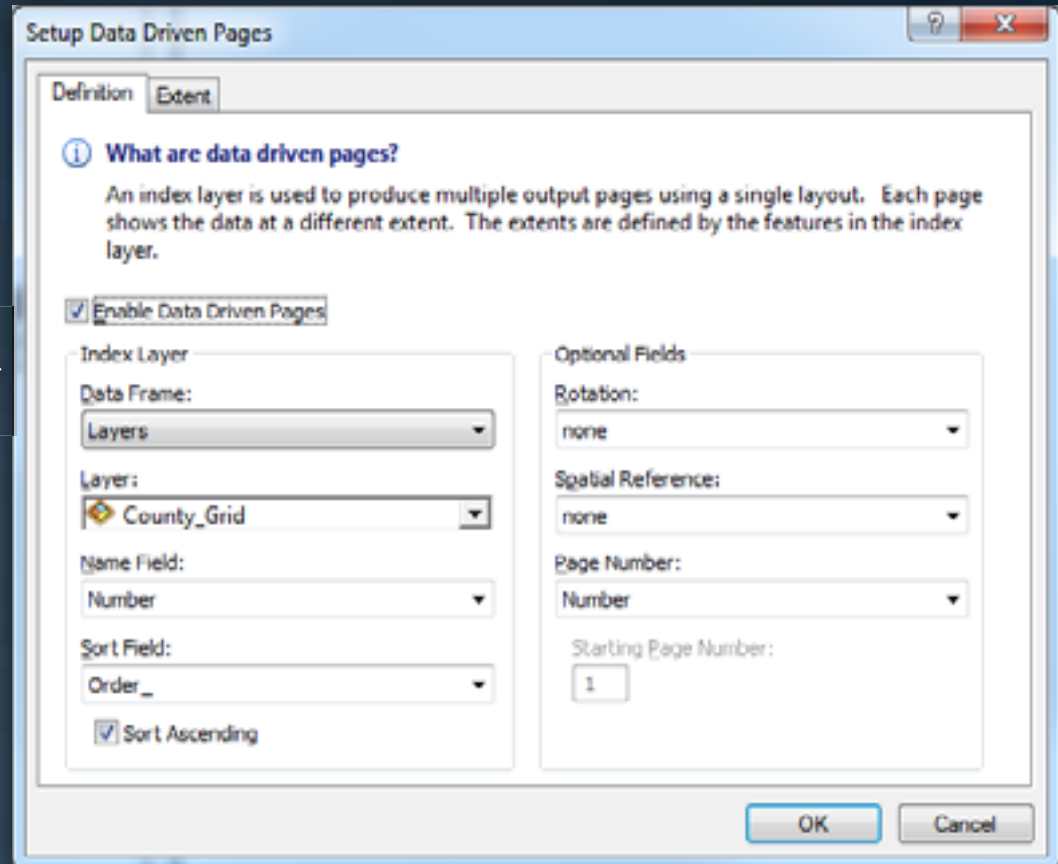 Setup Data Driven Pages
?
Definition Extent
i What are data driven pages?
An index layer is used to produce multiple output pages using a single layout. Each page
shows the data at a different extent. The extents are defined by the features in the index
layer.
Enable Data Driven Pages
Index Layer
Data Frame:
Layers
Layer:
County_Grid
Name Field:
Number
Sort Field:
Order_
Sort Ascending
Optional Fields
Rotation:
none
Spatial Reference:
none
Page Number:
Number
Starting Page Number:
1
OK Cancel